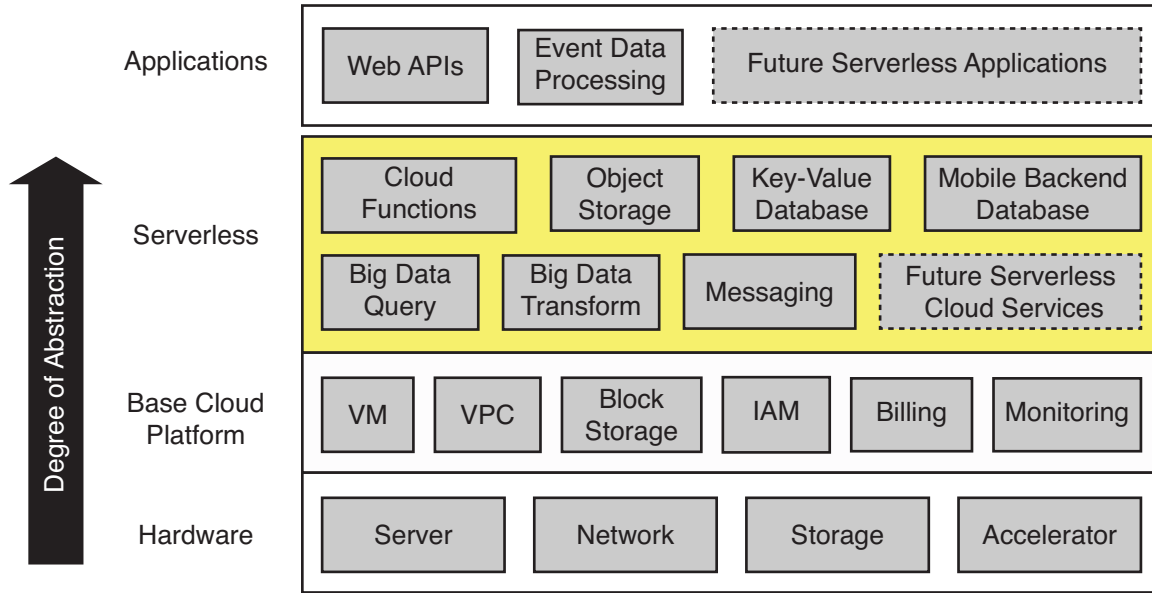 Applications
Web APIs
Event Data
Processing
Future Serverless Applications
Degree of Abstraction
Serverless
Cloud
Functions
Object
Storage
Key-Value
Database
Mobile Backend
Database
Big Data
Query
Big Data
Transform
Messaging
Future Serverless
Cloud Services
Base Cloud
Platform
VM
VPC
Block
Storage
IAM
Billing
Monitoring
Hardware
Server
Network
Storage
Accelerator